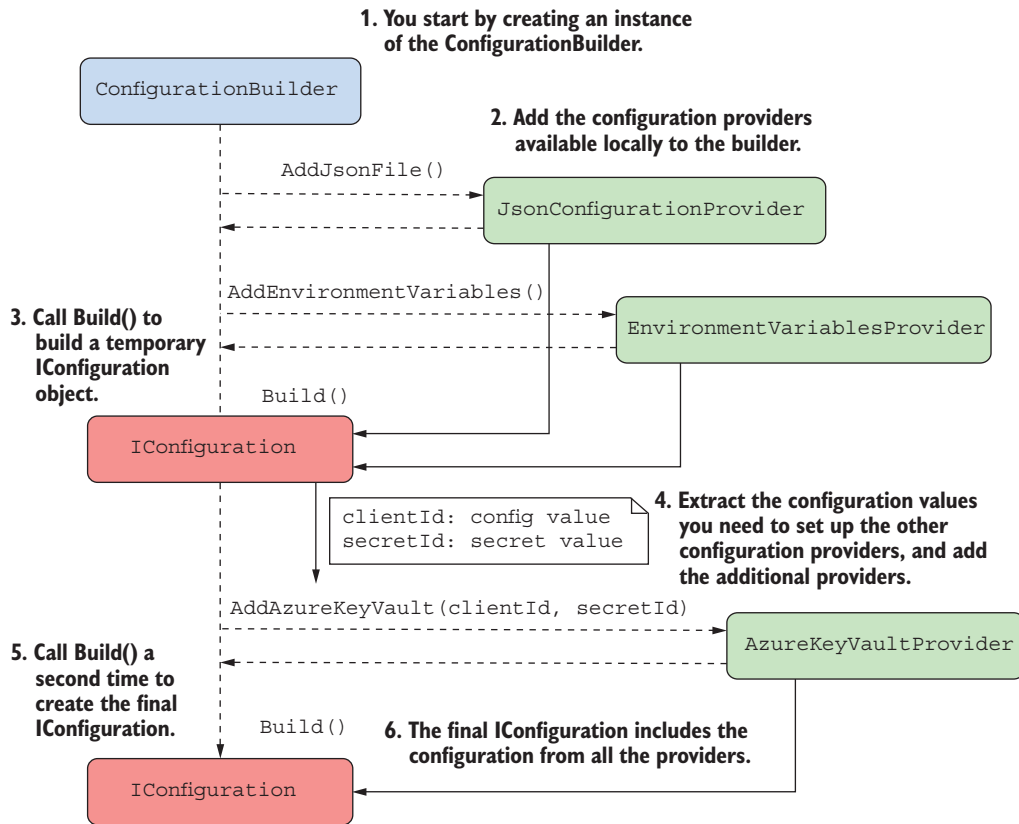 1. You start by creating an instance
of the ConfigurationBuilder.
ConfigurationBuilder
2. Add the configuration providers
available locally to the builder.
AddJsonFile()
JsonConfigurationProvider
AddEnvironmentVariables()
3. Call Build() to
build a temporary
IConfiguration
object.
EnvironmentVariablesProvider
Build()
IConfiguration
clientId: config value
secretId: secret value
4. Extract the configuration values
you need to set up the other
configuration providers, and add
the additional providers.
AddAzureKeyVault(clientId, secretId)
AzureKeyVaultProvider
5. Call Build() a
second time to
create the final
IConfiguration.
Build()
6. The final IConfiguration includes the
configuration from all the providers.
IConfiguration